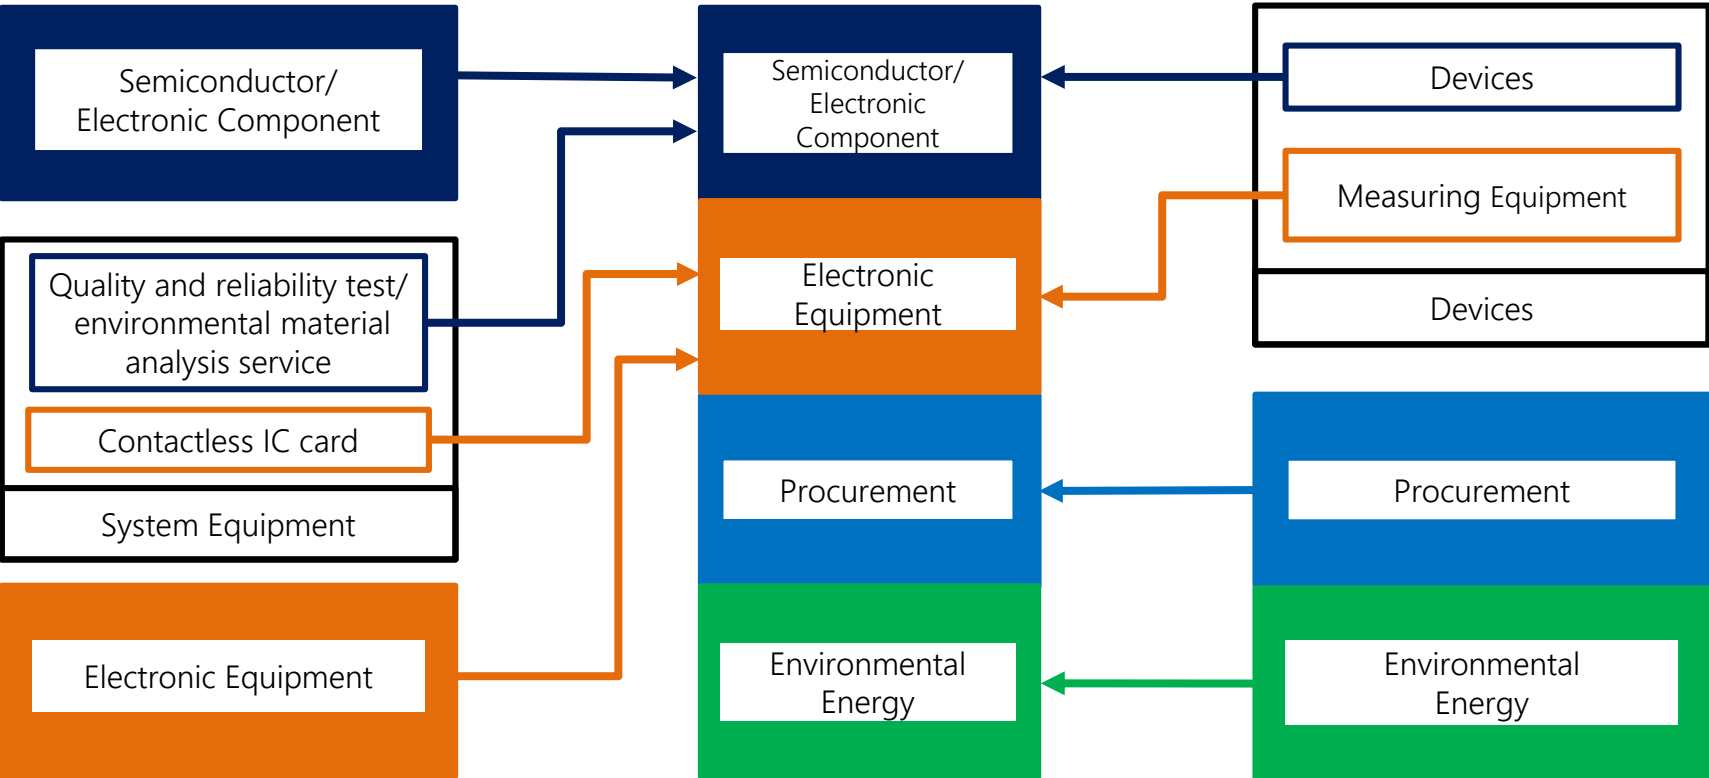 Semiconductor/
Electronic Component
Quality and reliability test/
environmental material
analysis service
Contactless IC card
System Equipment
Electronic Equipment
Semiconductor/
Electronic
Component
Electronic
Equipment
Procurement
Environmental
Energy
Devices
Measuring Equipment
Devices
Procurement
Environmental
Energy